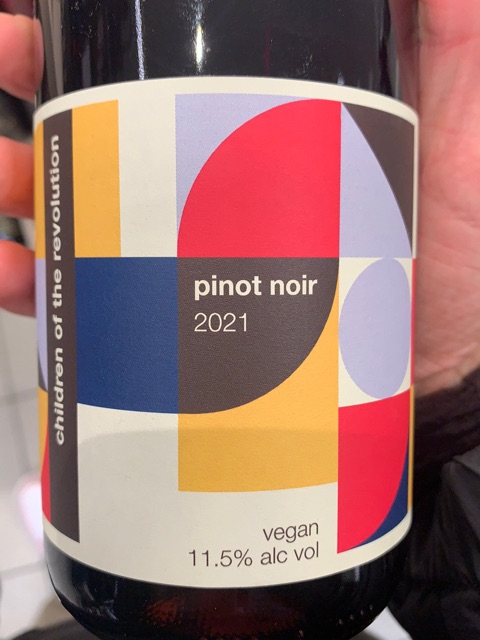 children of the revolution
pinot noir
2021
vegan
11.5% alc vol